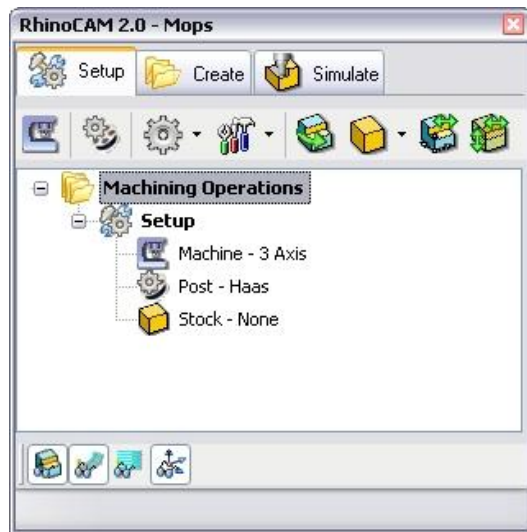 RhinoCAM 2.0 - Mops
Setup Create Simulate
Machining Operations
Setup
Machine - 3 Axis
Post - Haas
Stock - None